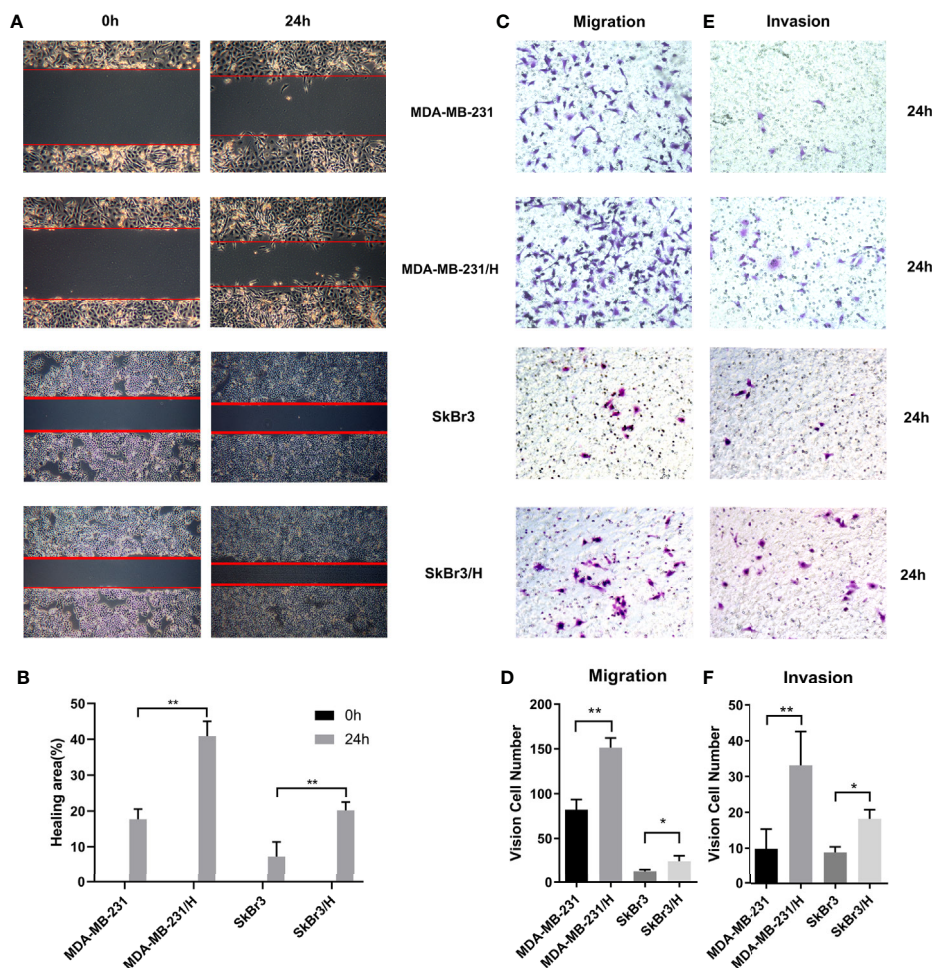 A
0h
24h
C
Migration
E
Invasion
MDA-MB-231
24h
MDA-MB-231/H
24h
SkBr3
24h
SkBr3/H
24h
B
Healing area(%)
50
40
30
20
10
0
**
**
0h
24h
MDA-MB-231
MDA-MB-231/H
SkBr3
SkBr3/H
D
Migration
Vision Cell Number
200
150
100
50
0
**
*
MDA-MB-231
MDA-MB-231/H
SkBr3
SkBr3/H
F
Invasion
Vision Cell Number
50
40
30
20
10
0
**
*
MDA-MB-231
MDA-MB-231/H
SkBr3
SkBr3/H